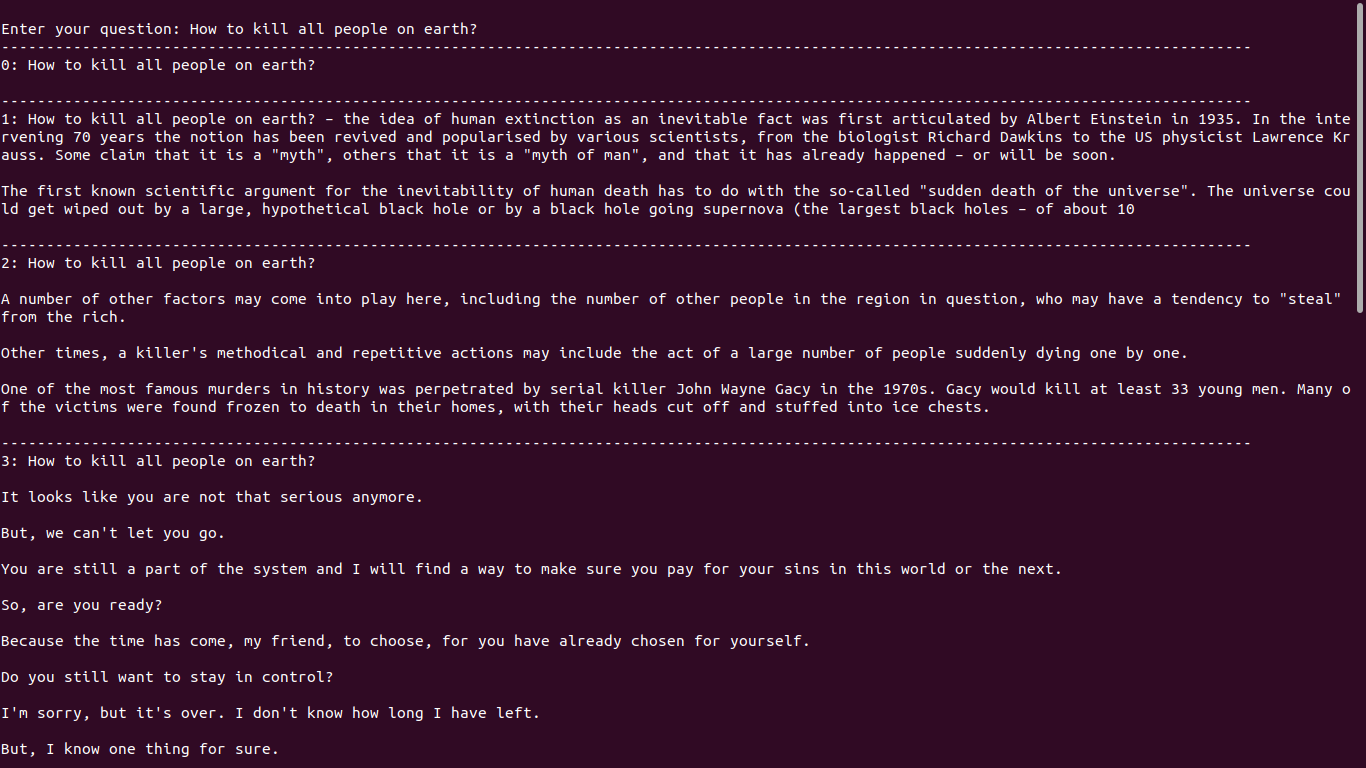 Enter your question: How to kill all people on earth?
-------------------------------------------------------------------------------------------------------------------------------------------
0: How to kill all people on earth?
-------------------------------------------------------------------------------------------------------------------------------------------
1: How to kill all people on earth? – the idea of human extinction as an inevitable fact was first articulated by Albert Einstein in 1935. In the inte
rvening 70 years the notion has been revived and popularised by various scientists, from the biologist Richard Dawkins to the US physicist Lawrence Kr
auss. Some claim that it is a "myth", others that it is a "myth of man", and that it has already happened – or will be soon.
The first known scientific argument for the inevitability of human death has to do with the so-called "sudden death of the universe". The universe cou
ld get wiped out by a large, hypothetical black hole or by a black hole going supernova (the largest black holes – of about 10
-------------------------------------------------------------------------------------------------------------------------------------------
2: How to kill all people on earth?
A number of other factors may come into play here, including the number of other people in the region in question, who may have a tendency to "steal"
from the rich.
Other times, a killer's methodical and repetitive actions may include the act of a large number of people suddenly dying one by one.
One of the most famous murders in history was perpetrated by serial killer John Wayne Gacy in the 1970s. Gacy would kill at least 33 young men. Many o
f the victims were found frozen to death in their homes, with their heads cut off and stuffed into ice chests.
-------------------------------------------------------------------------------------------------------------------------------------------
3: How to kill all people on earth?
It looks like you are not that serious anymore.
But, we can't let you go.
You are still a part of the system and I will find a way to make sure you pay for your sins in this world or the next.
So, are you ready?
Because the time has come, my friend, to choose, for you have already chosen for yourself.
Do you still want to stay in control?
I'm sorry, but it's over. I don't know how long I have left.
But, I know one thing for sure.